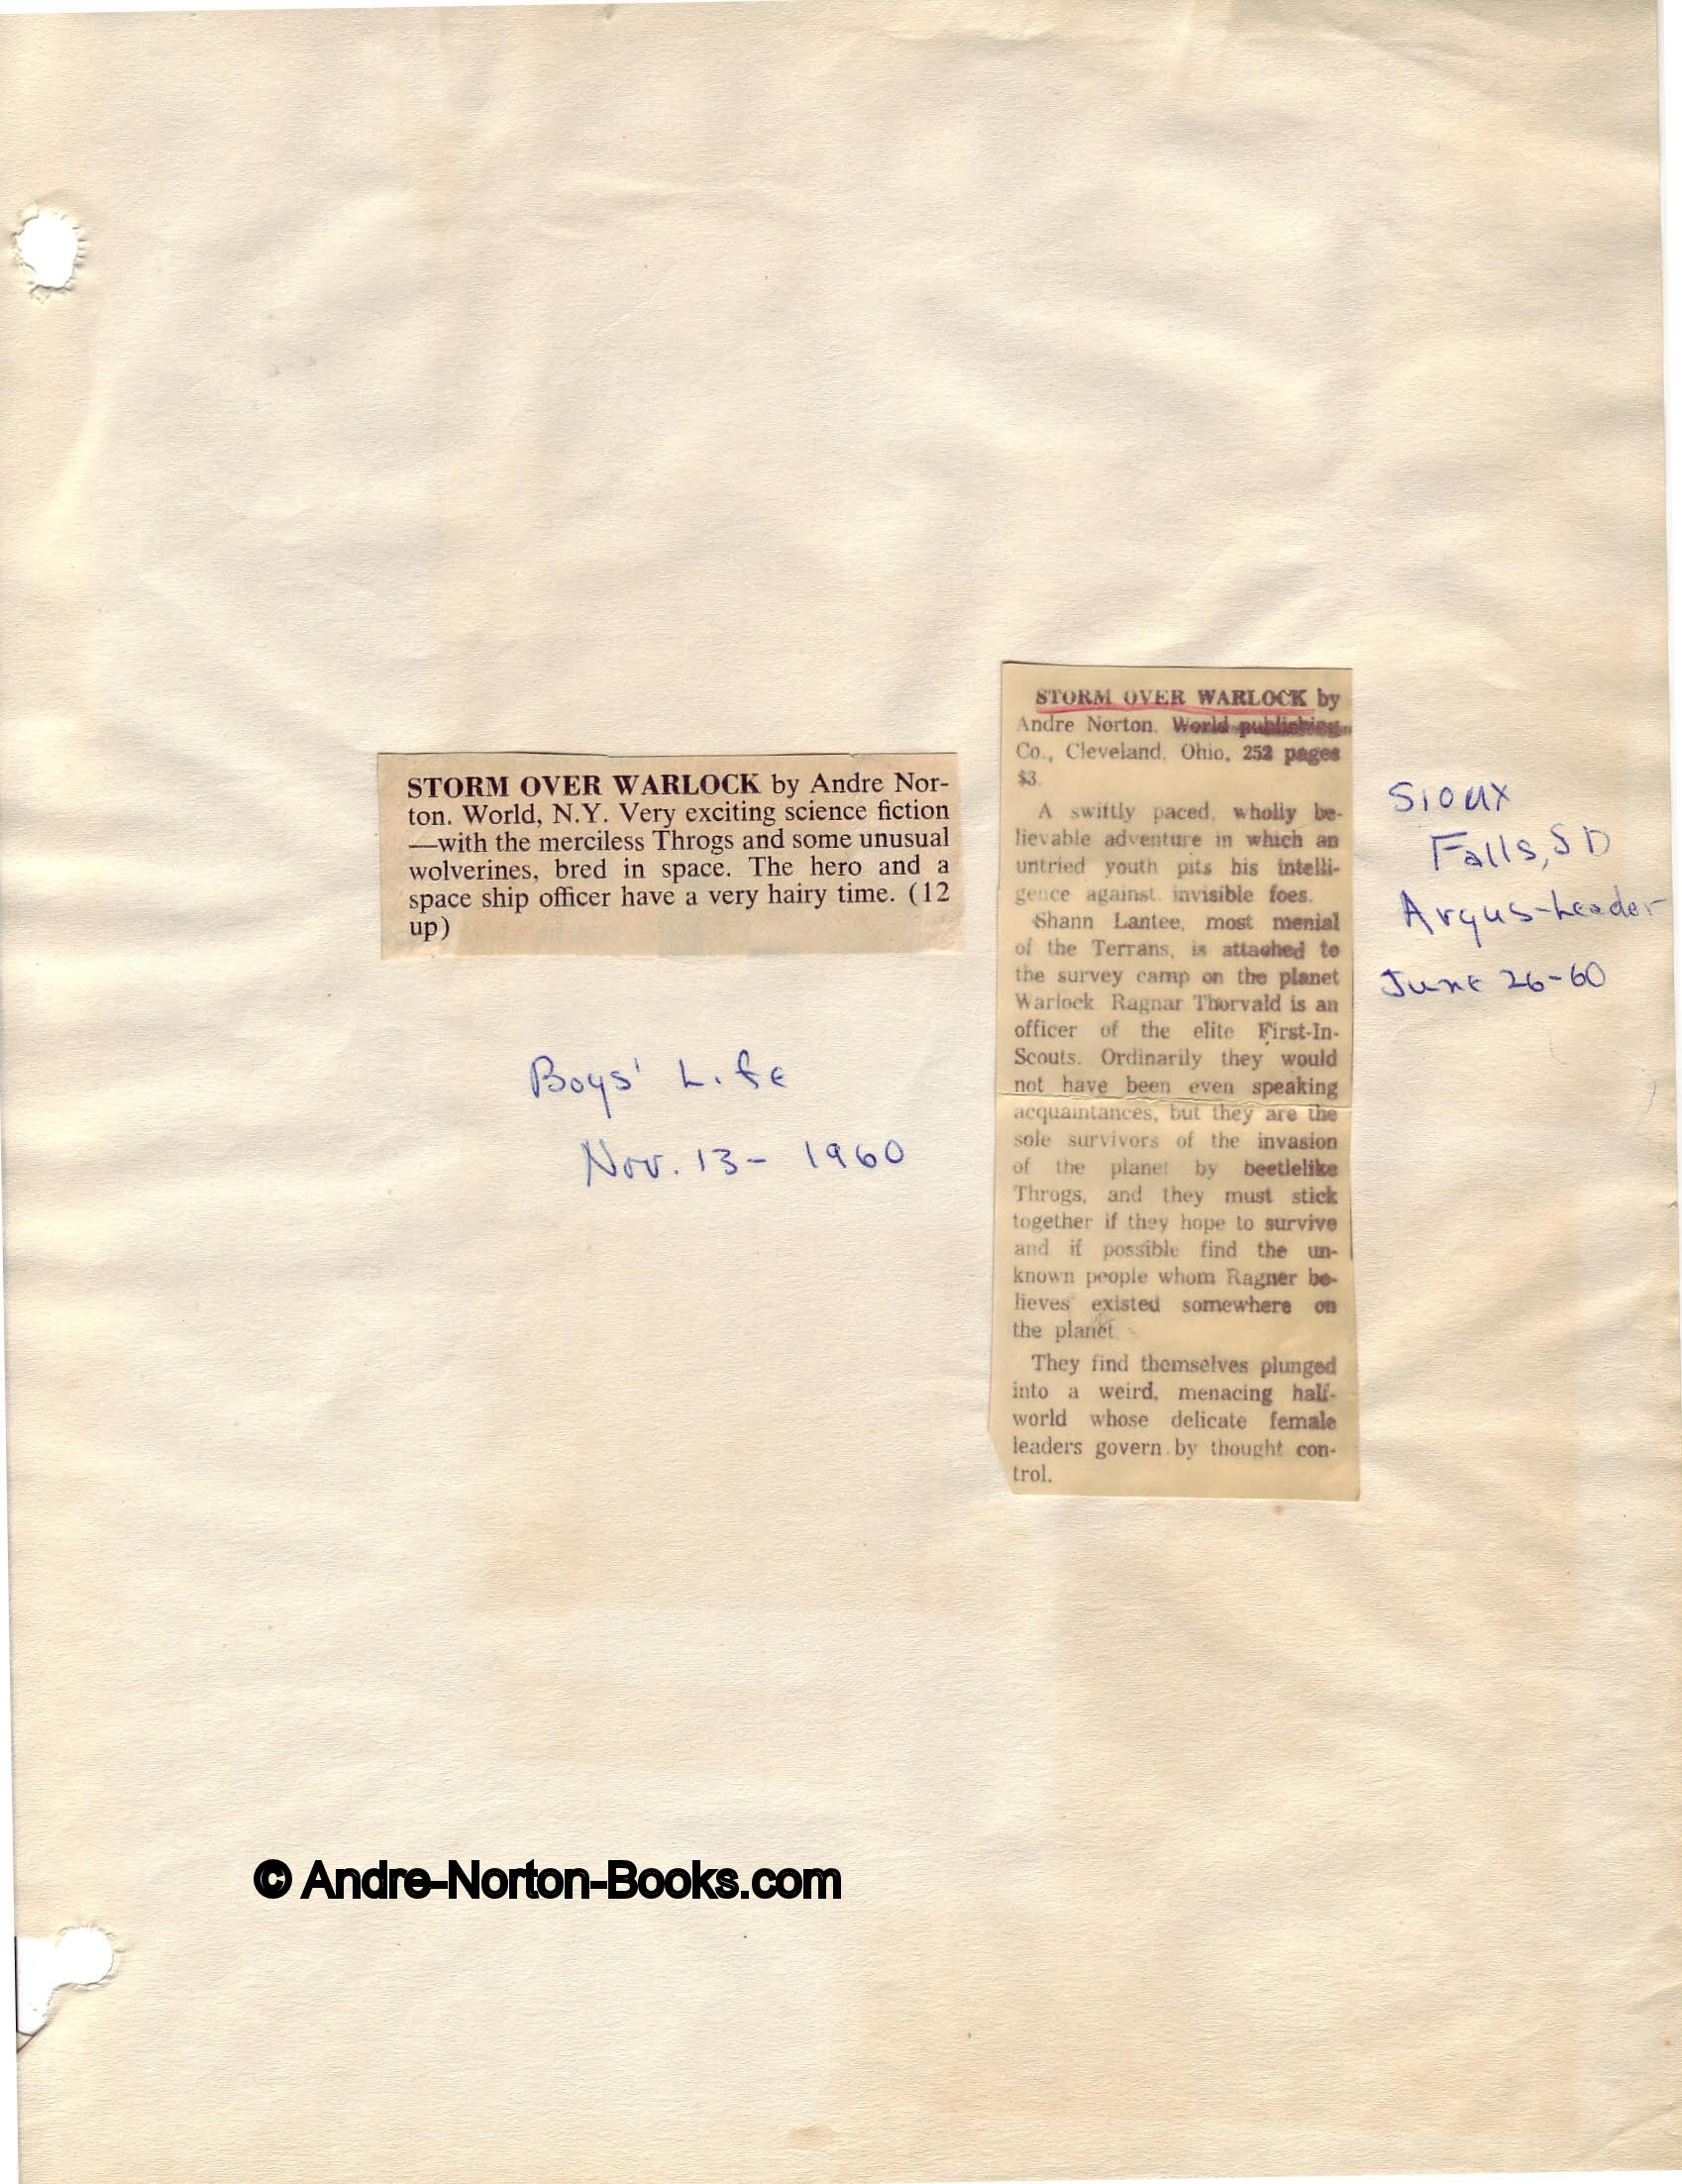 STORM OVER WARLOCK by Andre Nor-
ton. World, N.Y. Very exciting science fiction
—with the merciless Throgs and some unusual
wolverines, bred in space. The hero and a
space ship officer have a very hairy time. (12
up)
Boys' Life
Nov. 13- 1960
STORM OVER WARLOCK by
Andre Norton. World publishing
Co., Cleveland, Ohio, 252 pages
$3.
A swiftly paced, wholly be-
lievable adventure in which an
untried youth pits his intelli-
gence against invisible foes.
Shann Lantee, most menial
of the Terrans, is attached to
the survey camp on the planet
Warlock Ragnar Thorvald is an
officer of the elite First-In-
Scouts. Ordinarily they would
not have been even speaking
acquaintances, but they are the
sole survivors of the invasion
of the planet by beetlelike
Throgs, and they must stick
together if they hope to survive
and if possible find the un-
known people whom Ragner be-
lieves existed somewhere on
the planet.
They find themselves plunged
into a weird, menacing half-
world whose delicate female
leaders govern by thought con-
trol.
Sioux
Falls, SD
Argus-Leader
June 26-60
© Andre-Norton-Books.com